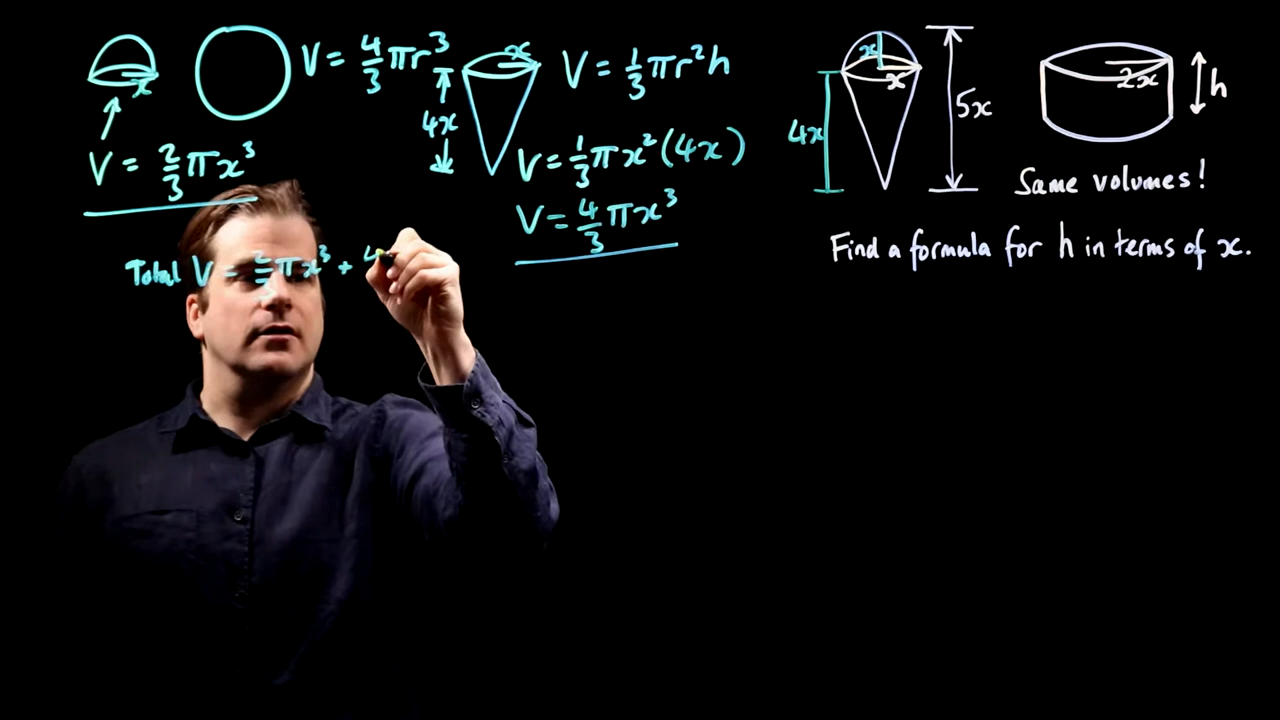 x
V = 4/3 πr³
V = 2/3 πx³
x
4x
V = 1/3 πr²h
V = 1/3 πx²(4x)
V = 4/3 πx³
Total V = 2/3 πx³ + 4
x
x
4x
5x
2x
h
Same volumes!
Find a formula for h in terms of x.